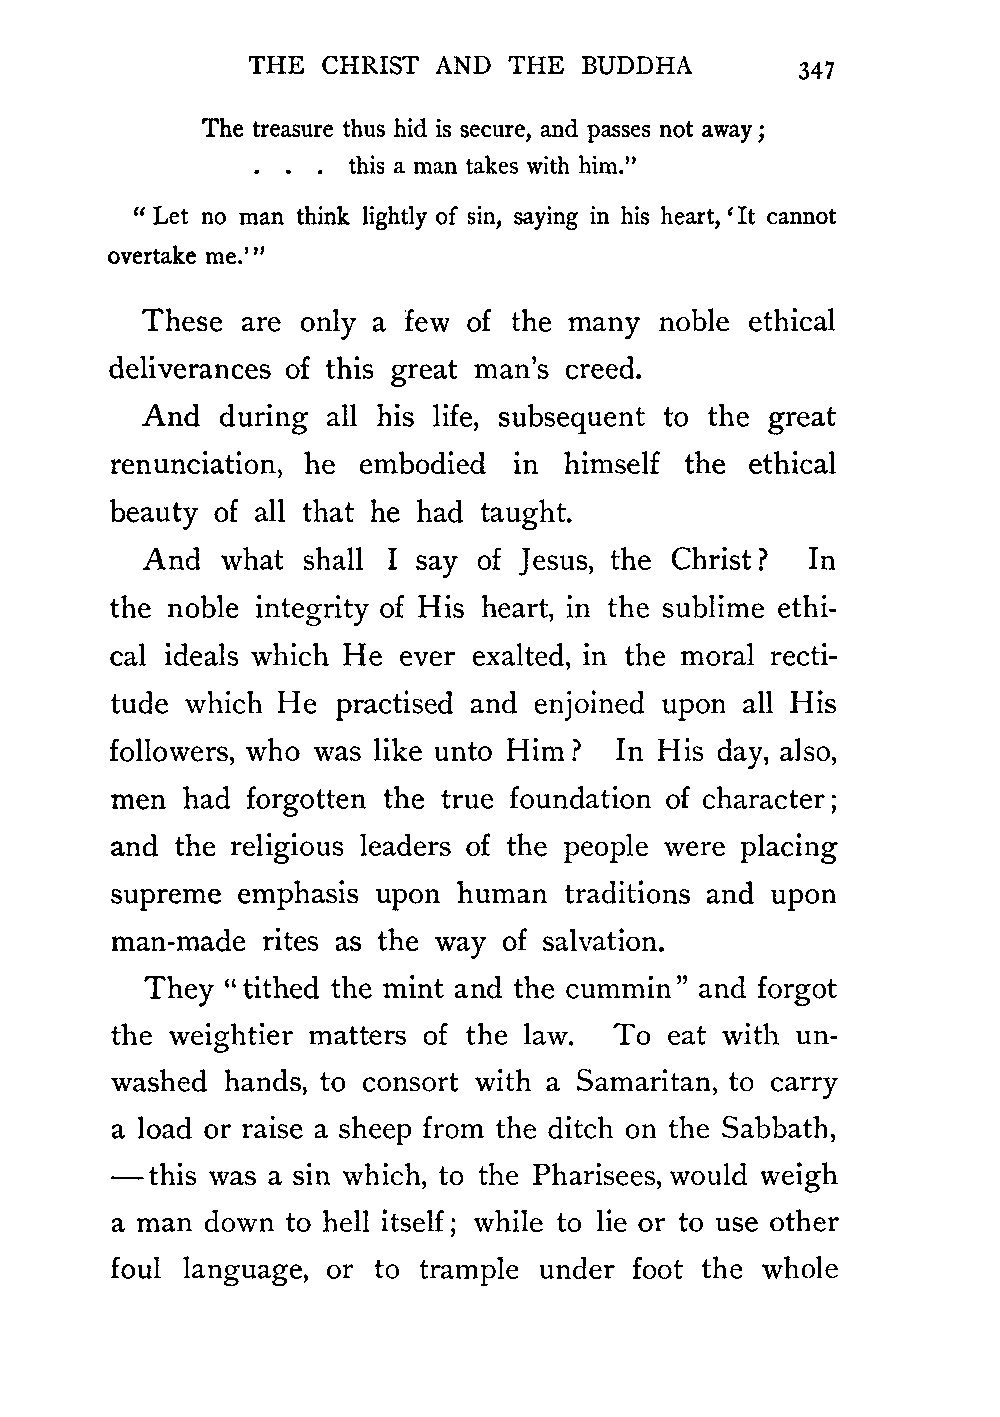 THE CHRIST AND THE BUDDHA 347
The treasure thus hid is secure, and passes not away;
. . . this a man takes with him."
"Let no man think lightly of sin, saying in his heart, 'It cannot
overtake me.'"
These are only a few of the many noble ethical
deliverances of this great man's creed.
And during all his life, subsequent to the great
renunciation, he embodied in himself the ethical
beauty of all that he had taught.
And what shall I say of Jesus, the Christ? In
the noble integrity of His heart, in the sublime ethi-
cal ideals which He ever exalted, in the moral recti-
tude which He practised and enjoined upon all His
followers, who was like unto Him? In His day, also,
men had forgotten the true foundation of character;
and the religious leaders of the people were placing
supreme emphasis upon human traditions and upon
man-made rites as the way of salvation.
They "tithed the mint and the cummin" and forgot
the weightier matters of the law. To eat with un-
washed hands, to consort with a Samaritan, to carry
a load or raise a sheep from the ditch on the Sabbath,
—this was a sin which, to the Pharisees, would weigh
a man down to hell itself; while to lie or to use other
foul language, or to trample under foot the whole